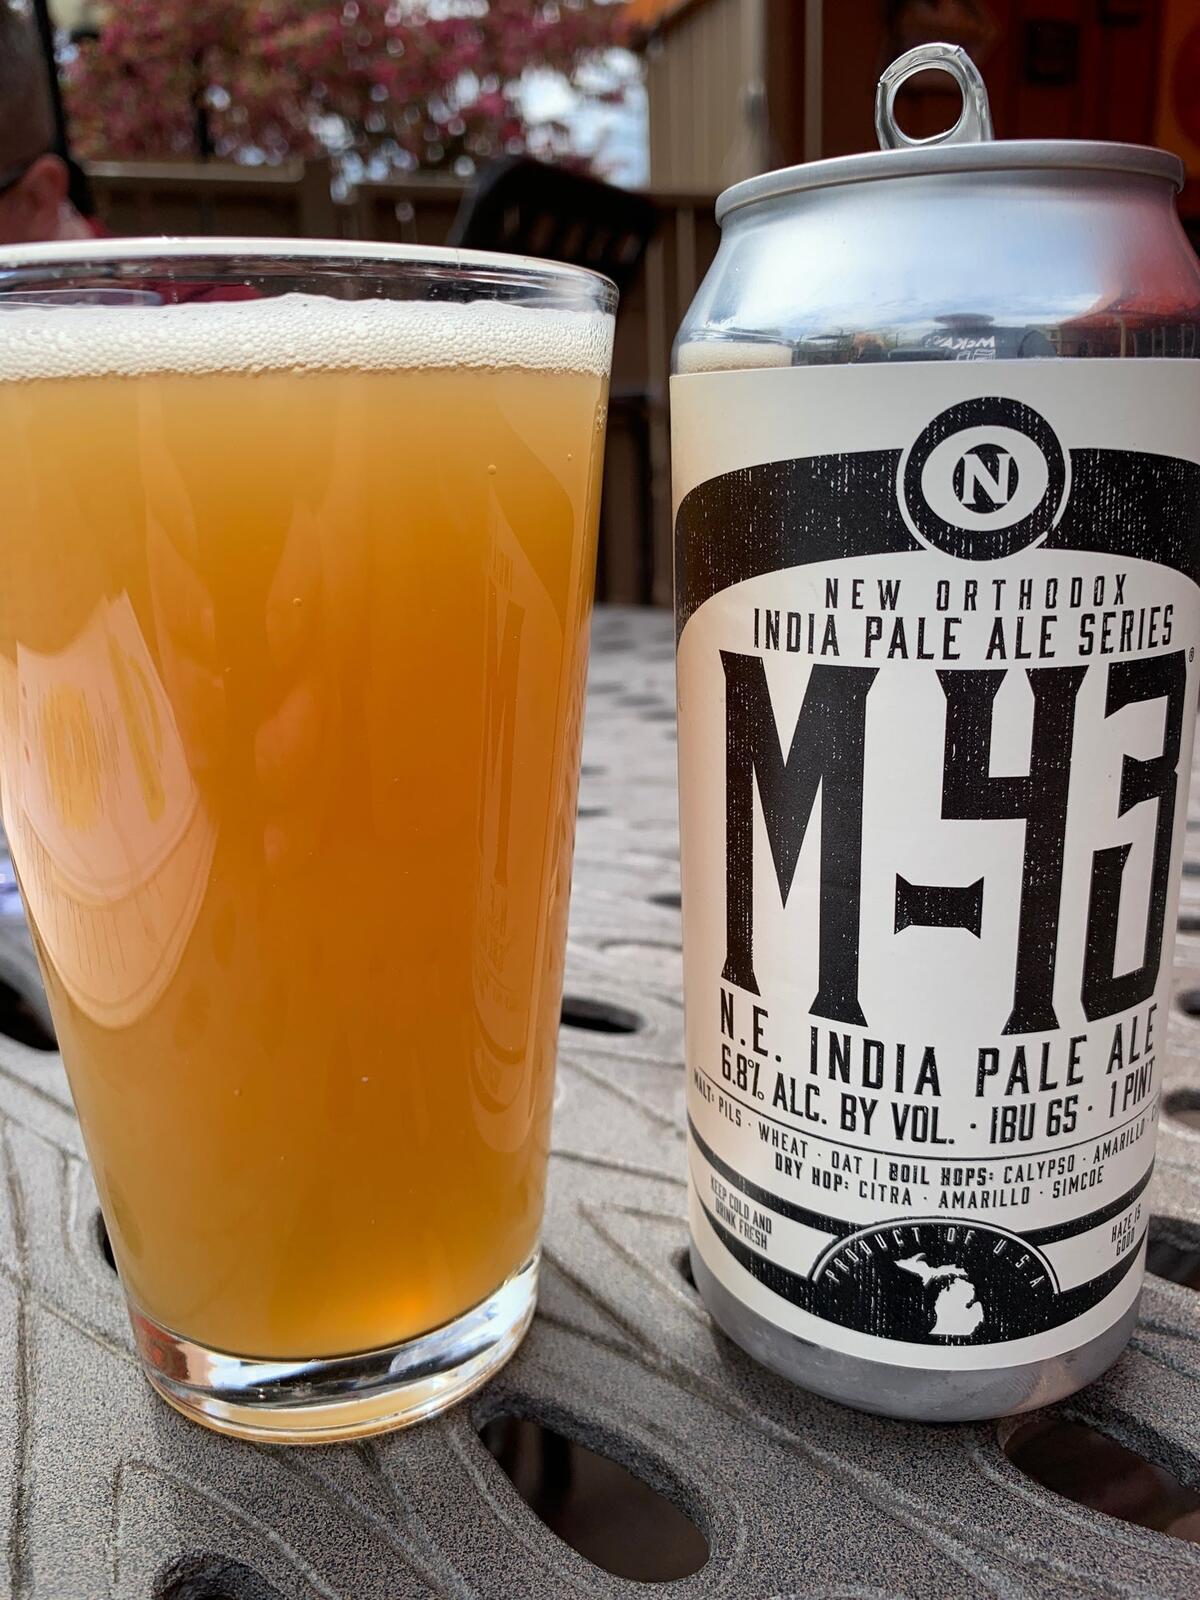 N
NEW ORTHODOX
INDIA PALE ALE SERIES
M-43®
N.E. INDIA PALE ALE
6.8% ALC. BY VOL. · IBU 65 · 1 PINT
MALT: PILS · WHEAT · OAT | BOIL HOPS: CALYPSO · AMARILLO ·
DRY HOP: CITRA · AMARILLO · SIMCOE
KEEP COLD AND
DRINK FRESH
HAZE IS
GOOD
PRODUCT OF U.S.A